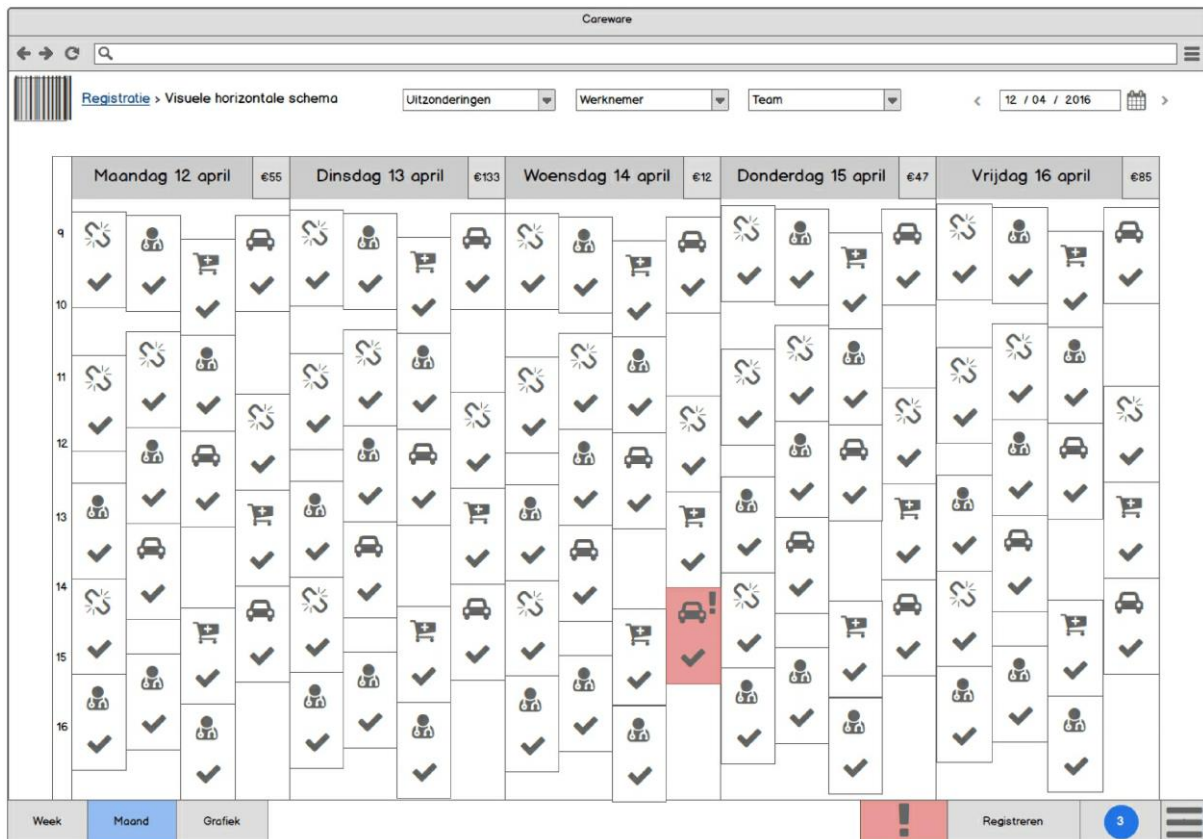 Careware
Registratie > Visuele horizontale schema
Uitzonderingen
Werknemer
Team
< 12 / 04 / 2016 >
Maandag 12 april €55 Dinsdag 13 april €133 Woensdag 14 april €12 Donderdag 15 april €47 Vrijdag 16 april €85
9
10
11
12
13
14
15
16
Week Maand Grafiek ! Registreren 3